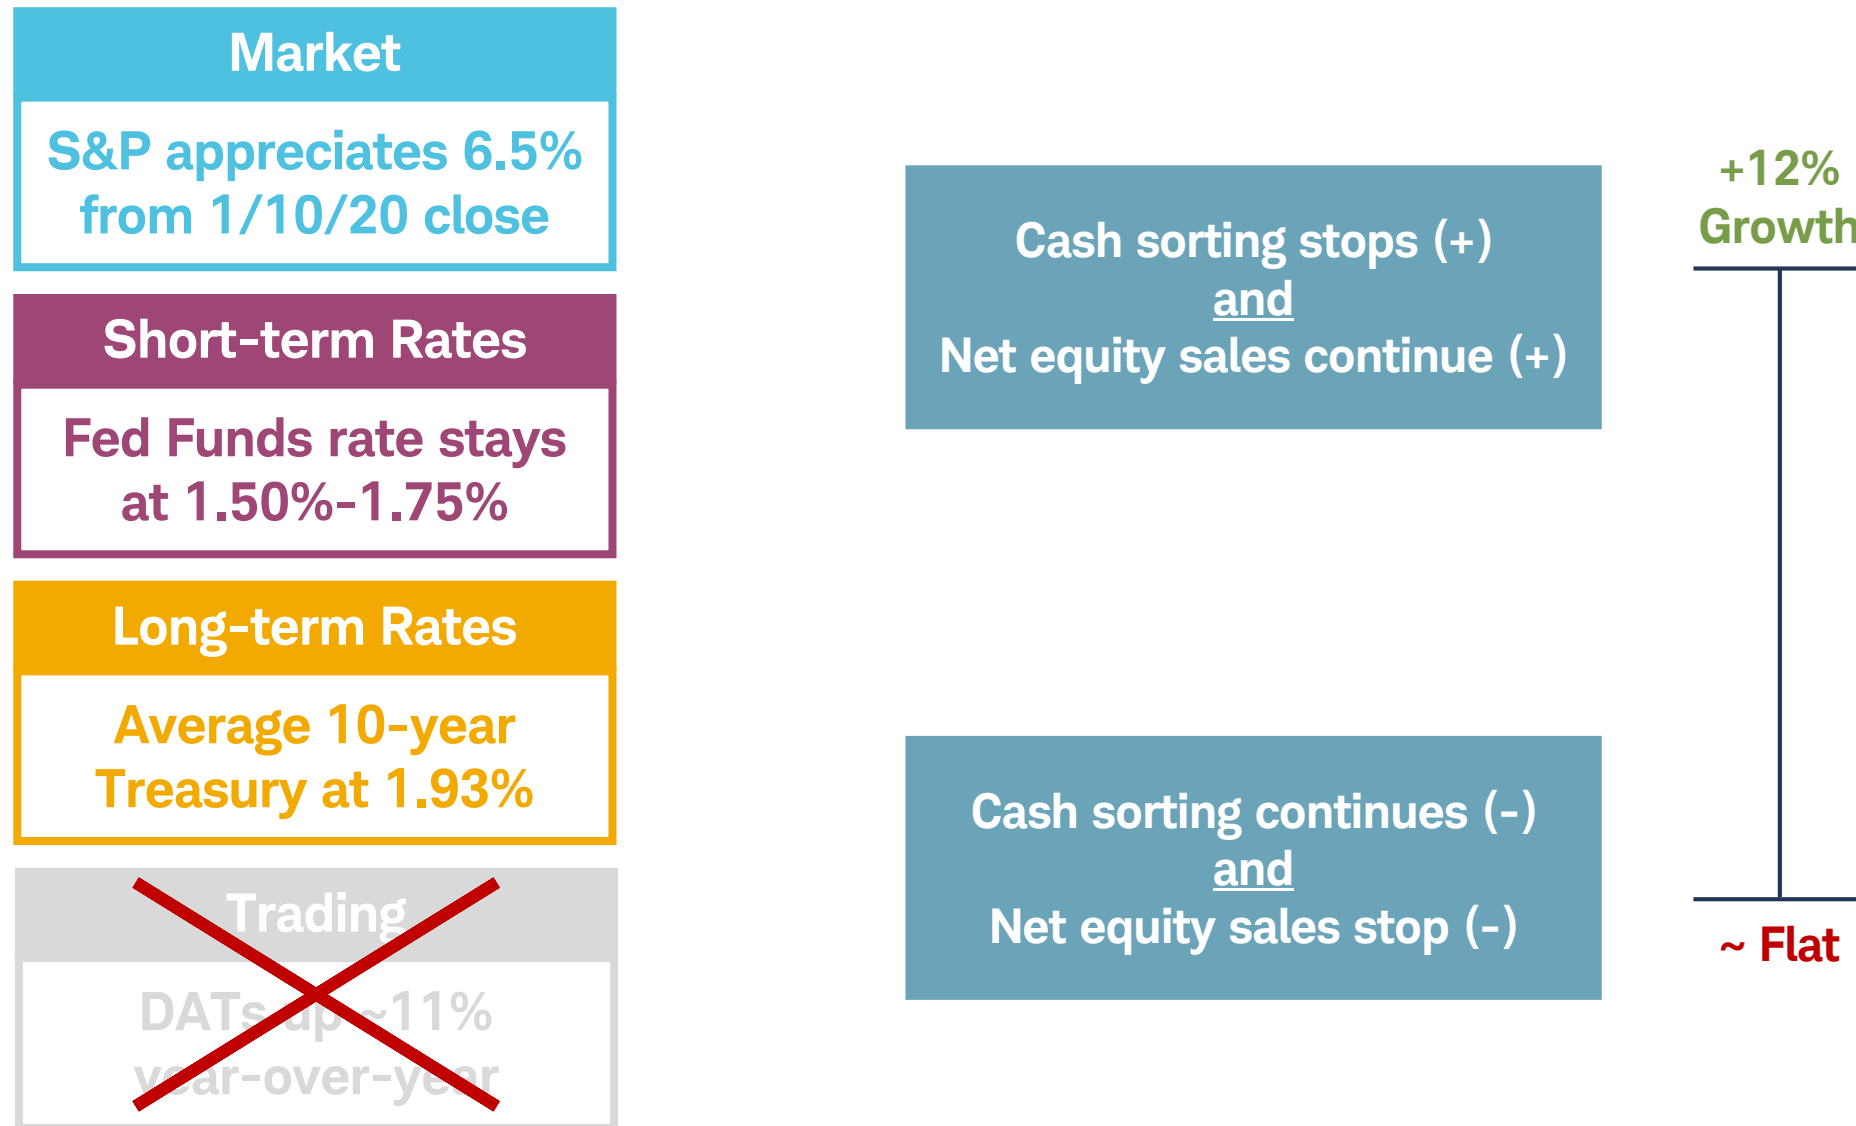 Market
S&P appreciates 6.5%
from 1/10/20 close
Short-term Rates
Fed Funds rate stays
at 1.50%-1.75%
Long-term Rates
Average 10-year
Treasury at 1.93%
Trading
DATs up ~11%
year-over-year
Cash sorting stops (+)
and
Net equity sales continue (+)
Cash sorting continues (-)
and
Net equity sales stop (-)
+12%
Growth
~ Flat